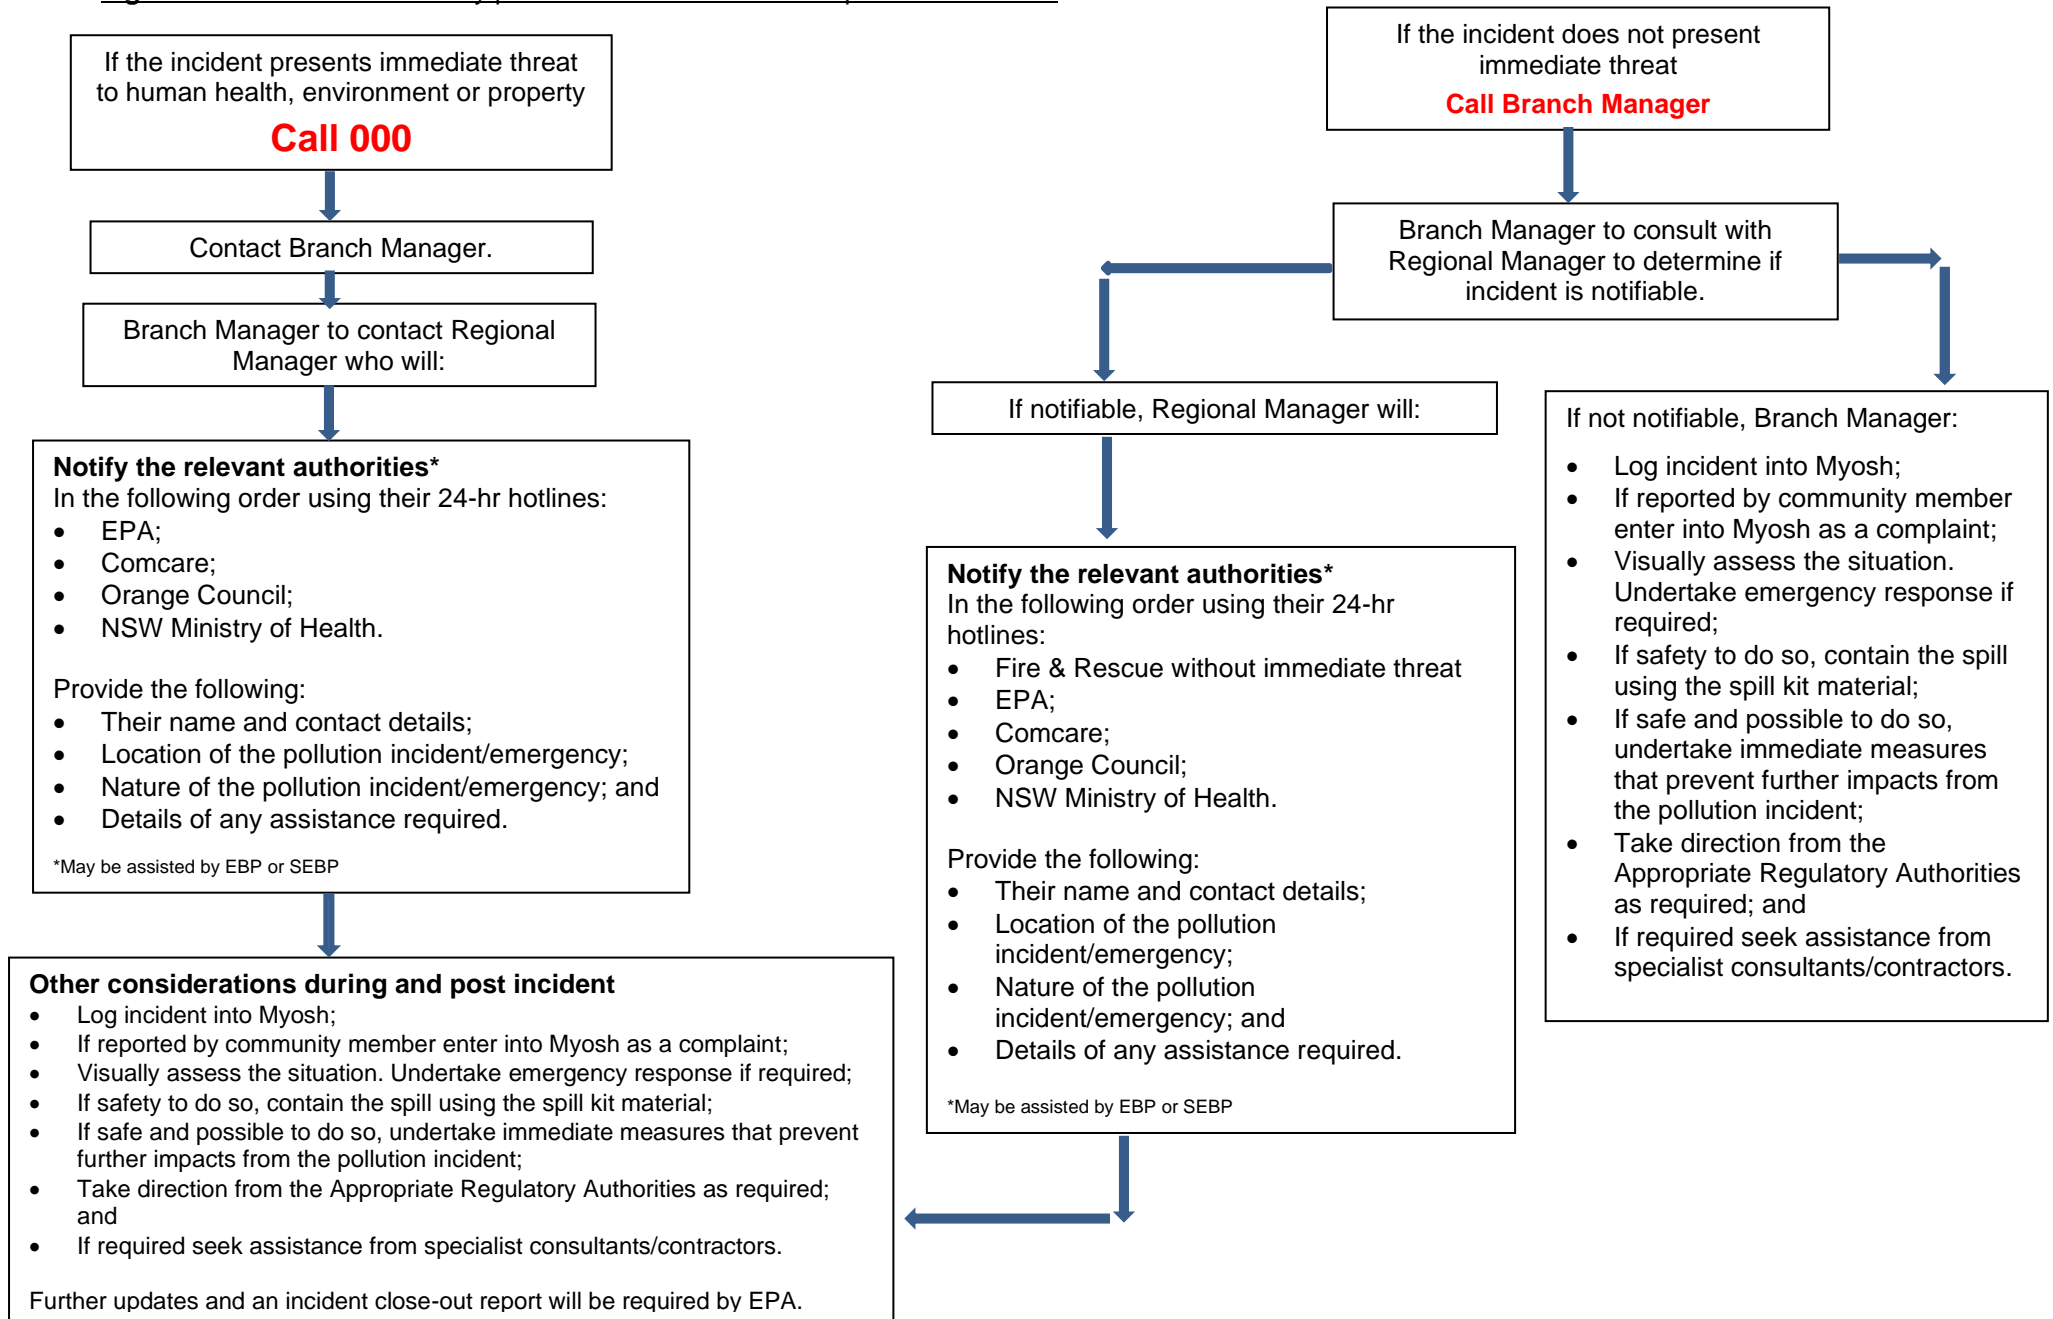 If the incident presents immediate threat
to human health, environment or property
Call 000
Contact Branch Manager.
Branch Manager to contact Regional
Manager who will:
Notify the relevant authorities*
In the following order using their 24-hr hotlines:
• EPA;
• Comcare;
• Orange Council;
• NSW Ministry of Health.
Provide the following:
• Their name and contact details;
• Location of the pollution incident/emergency;
• Nature of the pollution incident/emergency; and
• Details of any assistance required.
*May be assisted by EBP or SEBP
Other considerations during and post incident
• Log incident into Myosh;
• If reported by community member enter into Myosh as a complaint;
• Visually assess the situation. Undertake emergency response if required;
• If safety to do so, contain the spill using the spill kit material;
• If safe and possible to do so, undertake immediate measures that prevent
further impacts from the pollution incident;
• Take direction from the Appropriate Regulatory Authorities as required;
and
• If required seek assistance from specialist consultants/contractors.
Further updates and an incident close-out report will be required by EPA.
If the incident does not present
immediate threat
Call Branch Manager
Branch Manager to consult with
Regional Manager to determine if
incident is notifiable.
If notifiable, Regional Manager will:
Notify the relevant authorities*
In the following order using their 24-hr
hotlines:
• Fire & Rescue without immediate threat
• EPA;
• Comcare;
• Orange Council;
• NSW Ministry of Health.
Provide the following:
• Their name and contact details;
• Location of the pollution
incident/emergency;
• Nature of the pollution
incident/emergency; and
• Details of any assistance required.
*May be assisted by EBP or SEBP
If not notifiable, Branch Manager:
• Log incident into Myosh;
• If reported by community member
enter into Myosh as a complaint;
• Visually assess the situation.
Undertake emergency response if
required;
• If safety to do so, contain the spill
using the spill kit material;
• If safe and possible to do so,
undertake immediate measures
that prevent further impacts from
the pollution incident;
• Take direction from the
Appropriate Regulatory Authorities
as required; and
• If required seek assistance from
specialist consultants/contractors.